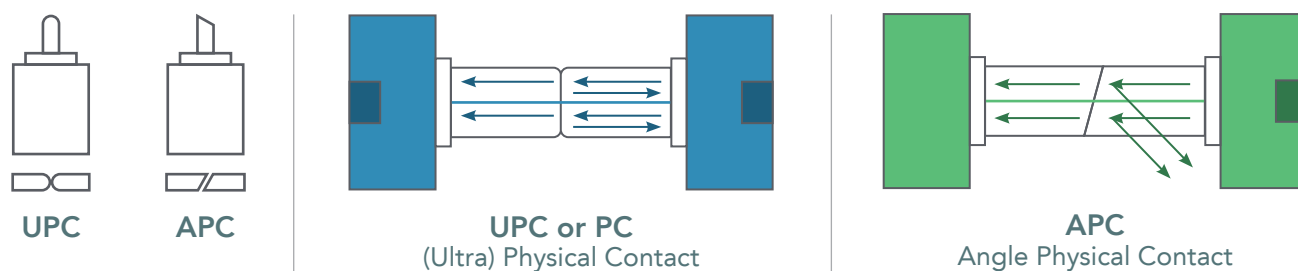 UPC
APC
UPC or PC
(Ultra) Physical Contact
APC
Angle Physical Contact